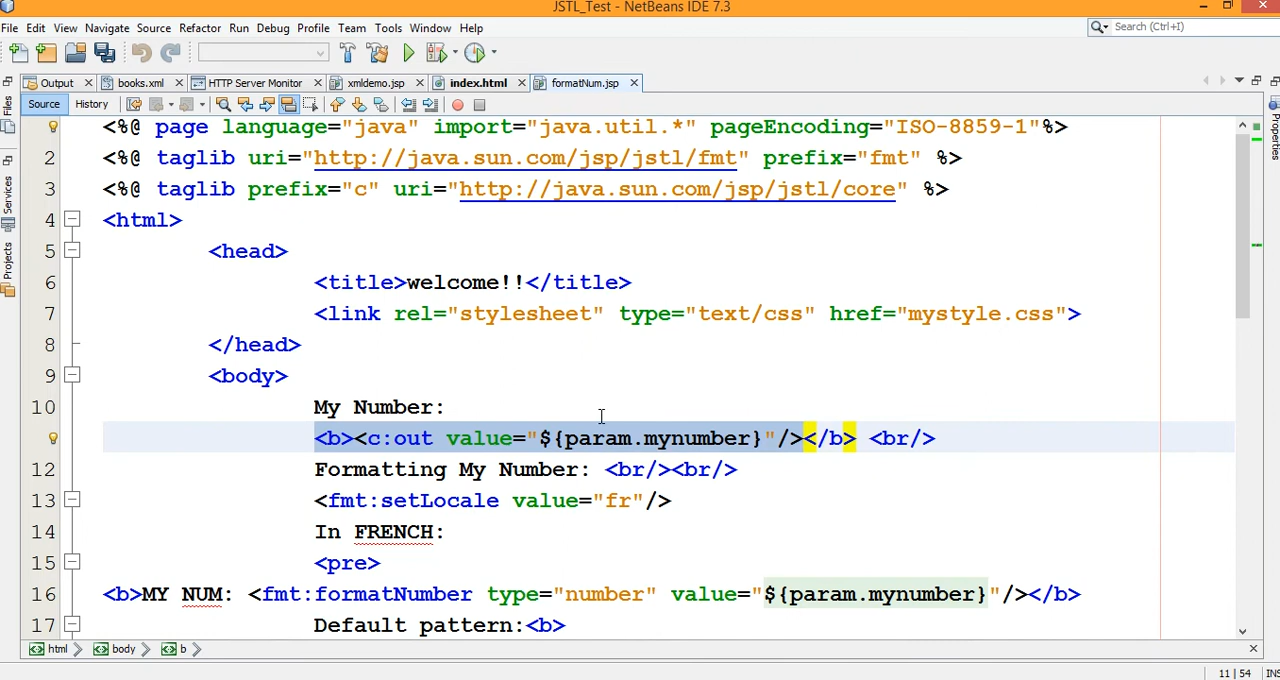 JSTL_Test - NetBeans IDE 7.3
File Edit View Navigate Source Refactor Run Debug Profile Team Tools Window Help
Search (Ctrl+I)
Output books.xml HTTP Server Monitor xmldemo.jsp index.html formatNum.jsp
Files
Services
Projects
Properties
Source History
<%@ page language="java" import="java.util.*" pageEncoding="ISO-8859-1"%>
2 <%@ taglib uri="http://java.sun.com/jsp/jstl/fmt" prefix="fmt" %>
3 <%@ taglib prefix="c" uri="http://java.sun.com/jsp/jstl/core" %>
4 <html>
5 <head>
6 <title>welcome!!</title>
7 <link rel="stylesheet" type="text/css" href="mystyle.css">
8 </head>
9 <body>
10 My Number:
<b><c:out value="${param.mynumber}"/></b> <br/>
12 Formatting My Number: <br/><br/>
13 <fmt:setLocale value="fr"/>
14 In FRENCH:
15 <pre>
16 <b>MY NUM: <fmt:formatNumber type="number" value="${param.mynumber}"/></b>
17 Default pattern:<b>
html body b
11 | 54 INS